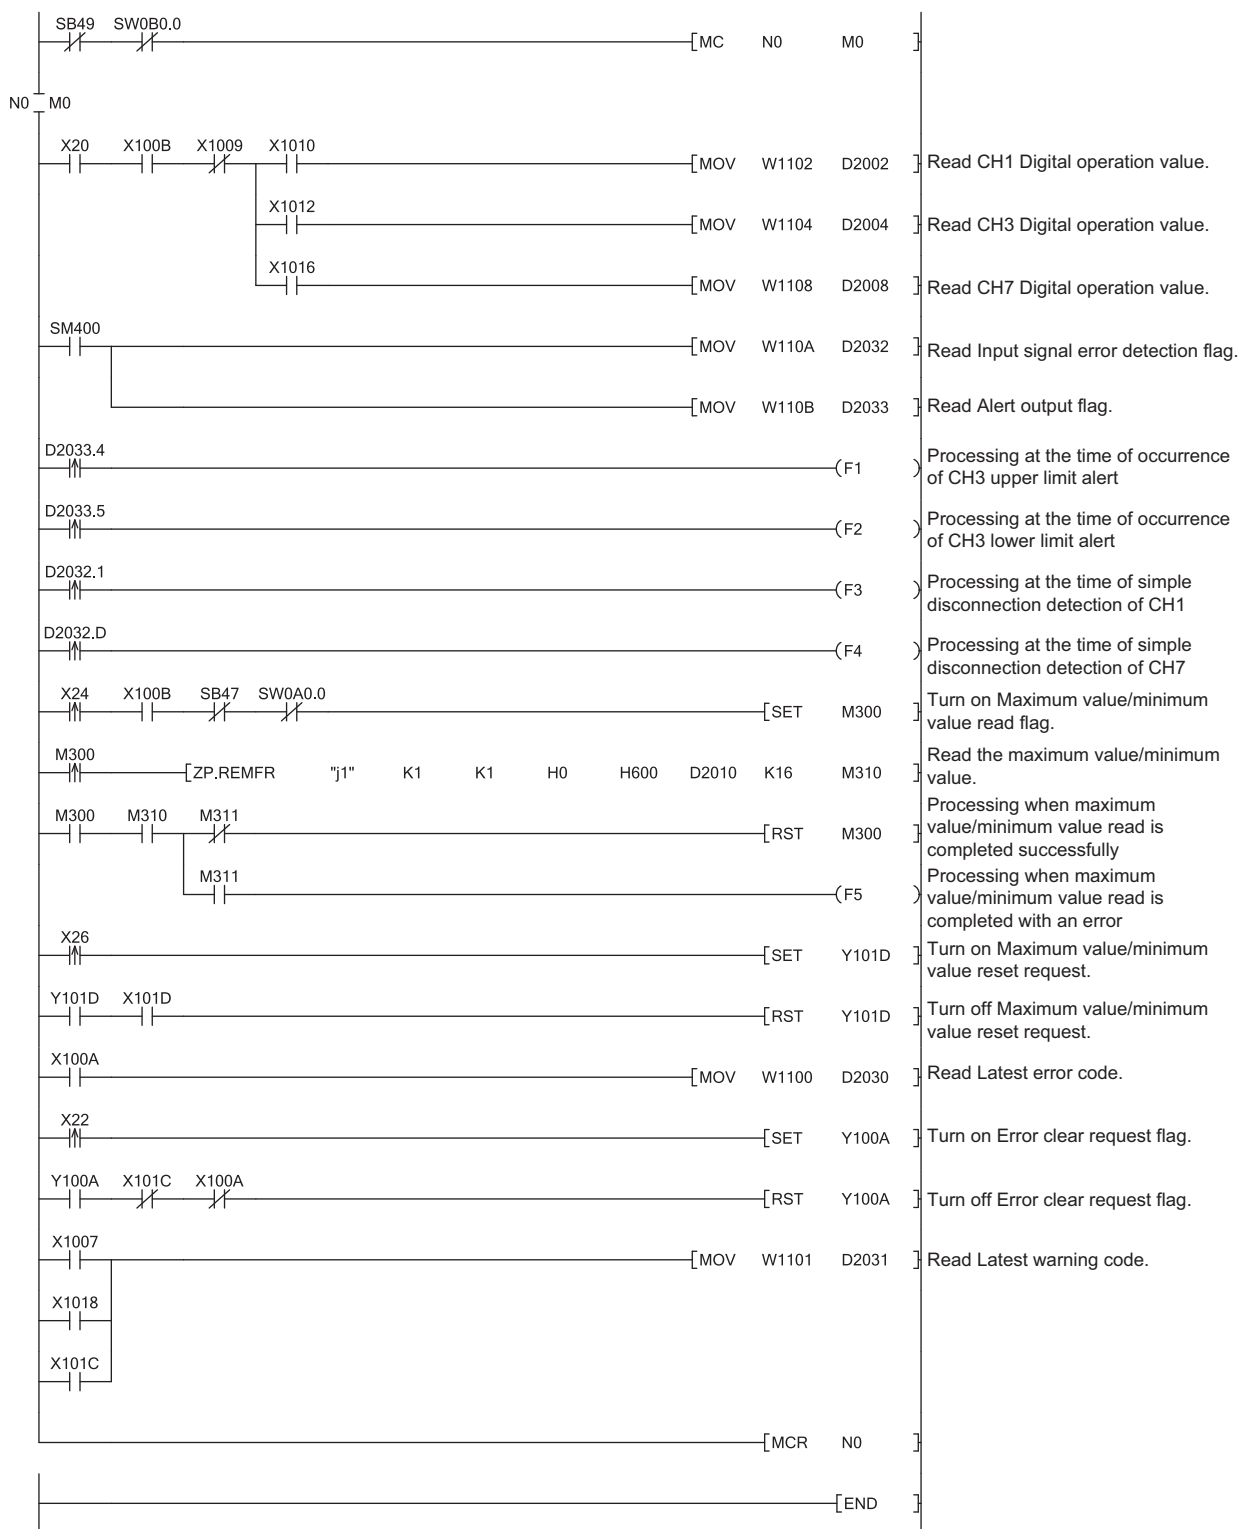 SB49 SW0B0.0
MC N0 M0
N0 M0
X20 X100B X1009 X1010
MOV W1102 D2002 Read CH1 Digital operation value.
X1012
MOV W1104 D2004 Read CH3 Digital operation value.
X1016
MOV W1108 D2008 Read CH7 Digital operation value.
SM400
MOV W110A D2032 Read Input signal error detection flag.
MOV W110B D2033 Read Alert output flag.
D2033.4
F1 Processing at the time of occurrence
of CH3 upper limit alert
D2033.5
F2 Processing at the time of occurrence
of CH3 lower limit alert
D2032.1
F3 Processing at the time of simple
disconnection detection of CH1
D2032.D
F4 Processing at the time of simple
disconnection detection of CH7
X24 X100B SB47 SW0A0.0
SET M300 Turn on Maximum value/minimum
value read flag.
M300
ZP.REMFR "j1" K1 K1 H0 H600 D2010 K16 M310 Read the maximum value/minimum
value.
M300 M310 M311
RST M300 Processing when maximum
value/minimum value read is
completed successfully
M311
F5 Processing when maximum
value/minimum value read is
completed with an error
X26
SET Y101D Turn on Maximum value/minimum
value reset request.
Y101D X101D
RST Y101D Turn off Maximum value/minimum
value reset request.
X100A
MOV W1100 D2030 Read Latest error code.
X22
SET Y100A Turn on Error clear request flag.
Y100A X101C X100A
RST Y100A Turn off Error clear request flag.
X1007
MOV W1101 D2031 Read Latest warning code.
X1018
X101C
MCR N0
END